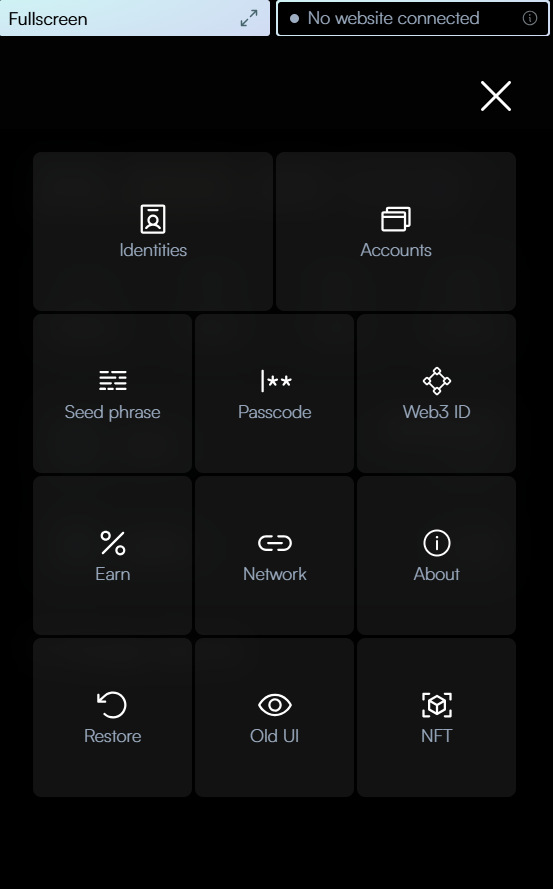 Fullscreen
No website connected
Identities
Accounts
Seed phrase
Passcode
Web3 ID
Earn
Network
About
Restore
Old UI
NFT